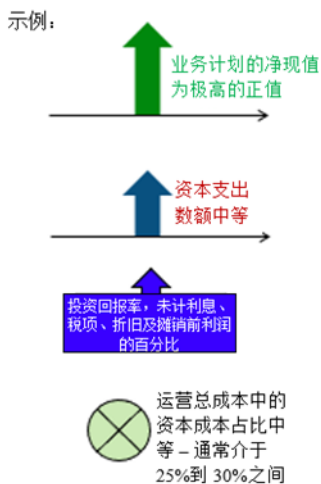 示例：
业务计划的净现值
为极高的正值
资本支出
数额中等
投资回报率，未计利息、
税项、折旧及摊销前利润
的百分比
运营总成本中的
资本成本占比中
等 – 通常介于
25%到 30%之间